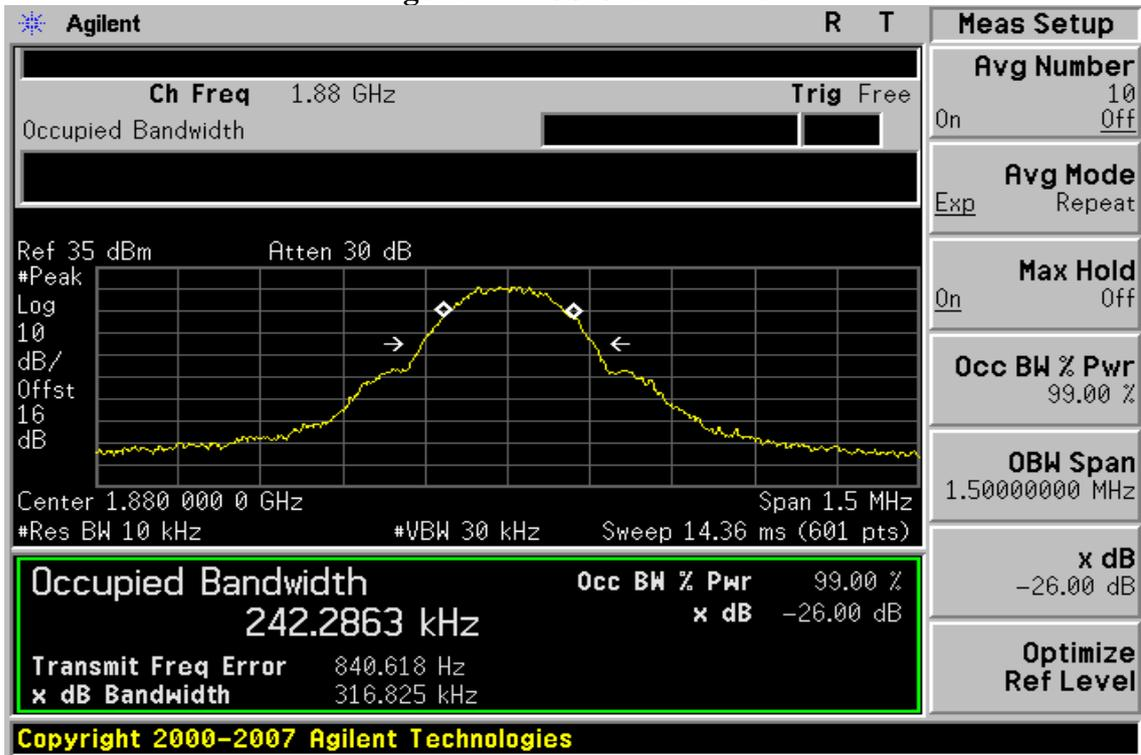 Agilent R T
Ch Freq 1.88 GHz Trig Free
Occupied Bandwidth
Ref 35 dBm Atten 30 dB
#Peak
Log
10
dB/
Offst
16
dB
Center 1.880 000 0 GHz Span 1.5 MHz
#Res BW 10 kHz #VBW 30 kHz Sweep 14.36 ms (601 pts)
Occupied Bandwidth Occ BW % Pwr 99.00 %
242.2863 kHz x dB -26.00 dB
Transmit Freq Error 840.618 Hz
x dB Bandwidth 316.825 kHz
Meas Setup
Avg Number
10
On Off
Avg Mode
Exp Repeat
Max Hold
On Off
Occ BW % Pwr
99.00 %
OBW Span
1.50000000 MHz
x dB
-26.00 dB
Optimize
Ref Level
Copyright 2000-2007 Agilent Technologies